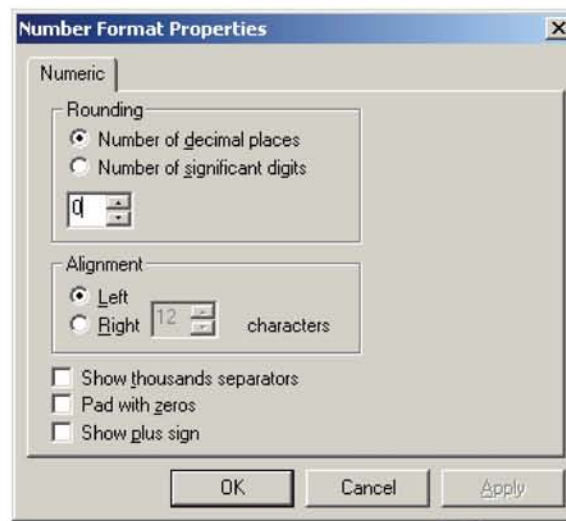 Number Format Properties
Numeric
Rounding
Number of decimal places
Number of significant digits
0
Alignment
Left
Right 12 characters
Show thousands separators
Pad with zeros
Show plus sign
OK Cancel Apply